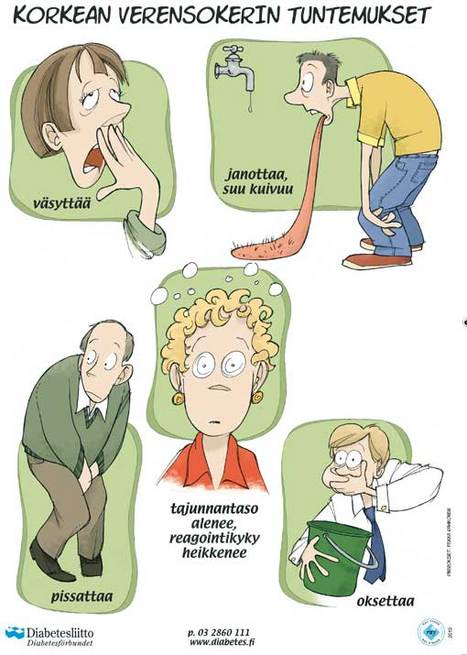 KORKEAN VERENSOKERIN TUNTEMUKSET
väsyttää
janottaa,
suu kuivuu
pissattaa
tajunnantaso
alenee,
reagointikyky
heikkenee
oksettaa
Diabetesliitto
Diabetesförbundet
p. 03 2860 111
www.diabetes.fi
2010